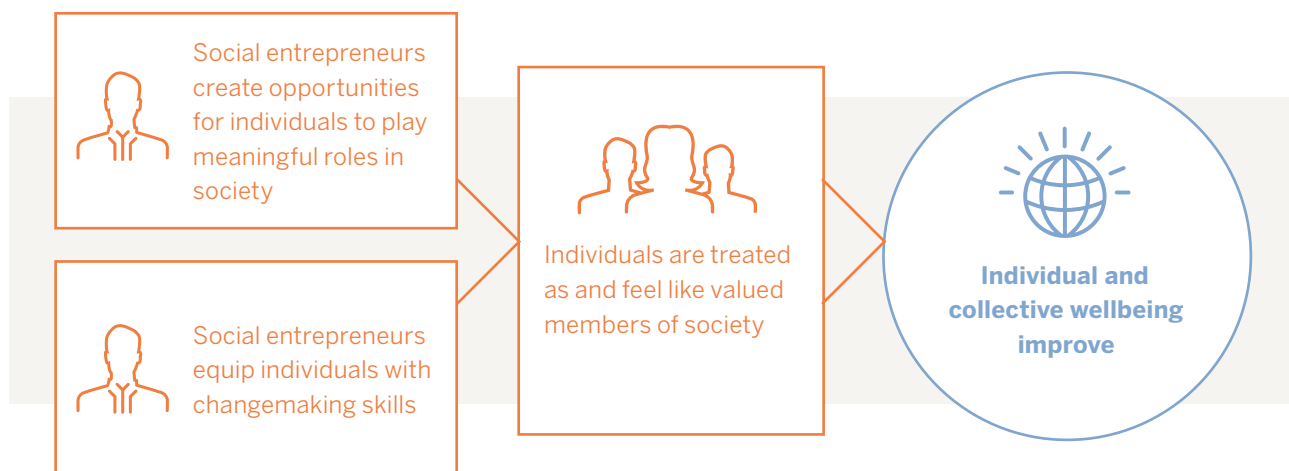 Social entrepreneurs
create opportunities
for individuals to play
meaningful roles in
society
Social entrepreneurs
equip individuals with
changemaking skills
Individuals are treated
as and feel like valued
members of society
Individual and
collective wellbeing
improve